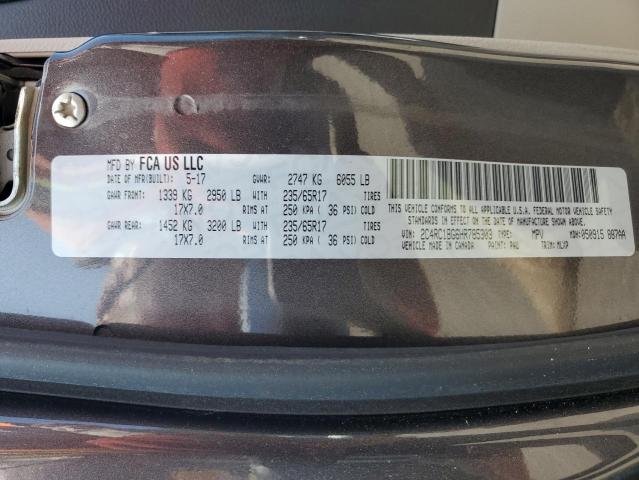 MFD BY FCA US LLC
DATE OF MFR(BUILT): 5-17 GVWR: 2747 KG 6055 LB
GAWR FRONT: 1339 KG 2950 LB WITH 235/65R17 TIRES
17X7.0 RIMS AT 250 KPA ( 36 PSI) COLD
GAWR REAR: 1452 KG 3200 LB WITH 235/65R17 TIRES
17X7.0 RIMS AT 250 KPA ( 36 PSI) COLD
THIS VEHICLE CONFORMS TO ALL APPLICABLE U.S.A. FEDERAL MOTOR VEHICLE SAFETY
STANDARDS IN EFFECT ON THE DATE OF MANUFACTURE SHOWN ABOVE.
VIN: 2C4RC1BG6HR785303 TYPE: MPV MDH:050915 887AA
VEHICLE MADE IN CANADA PAINT: PAU TRIM: MLXP